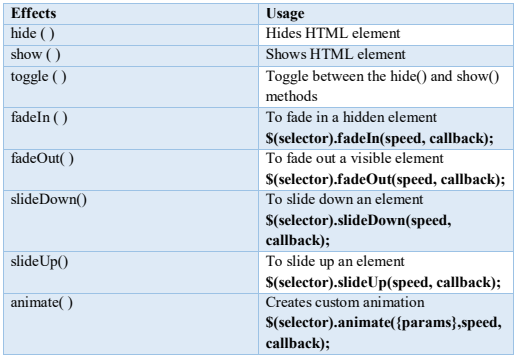 Effects Usage
hide ( ) Hides HTML element
show ( ) Shows HTML element
toggle ( ) Toggle between the hide() and show()
methods
fadeIn ( ) To fade in a hidden element
$(selector).fadeIn(speed, callback);
fadeOut( ) To fade out a visible element
$(selector).fadeOut(speed, callback);
slideDown() To slide down an element
$(selector).slideDown(speed,
callback);
slideUp() To slide up an element
$(selector).slideUp(speed, callback);
animate( ) Creates custom animation
$(selector).animate({params},speed,
callback);